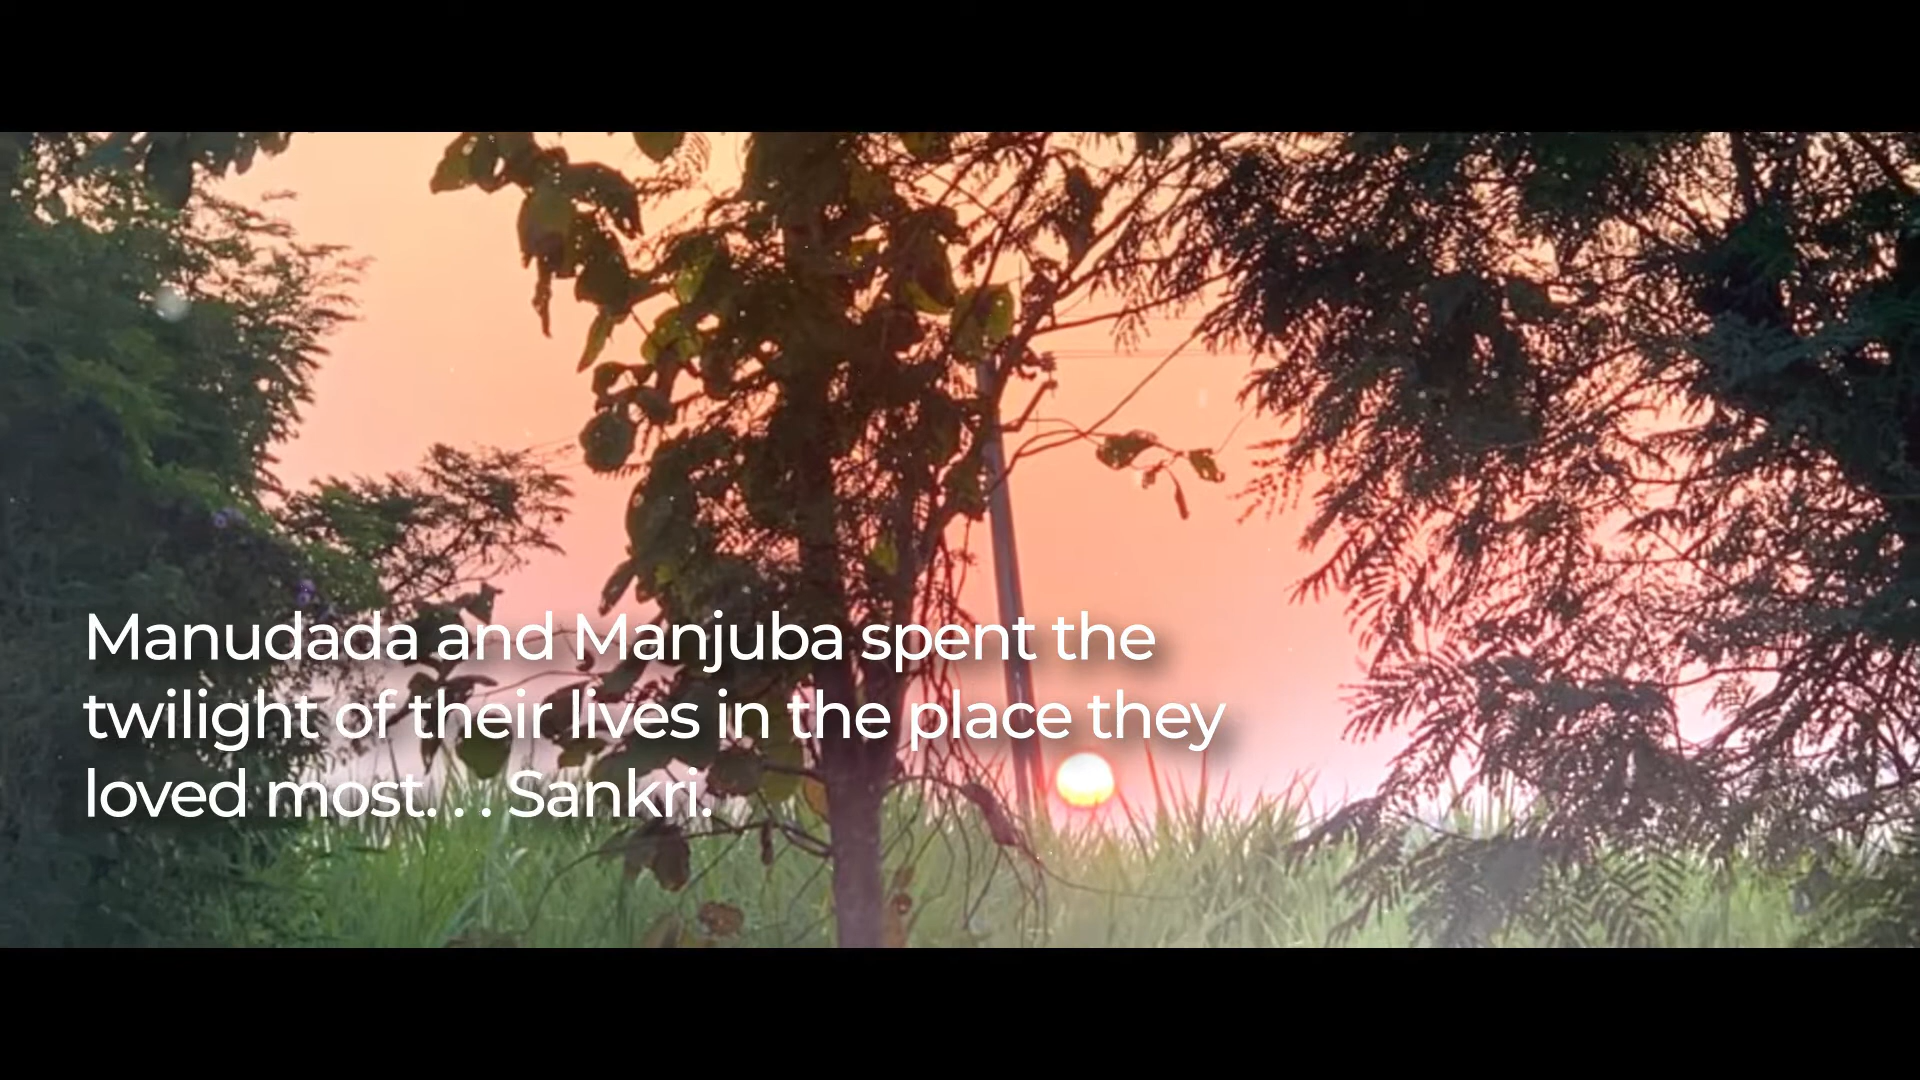 Manudada and Manjuba spent the
twilight of their lives in the place they
loved most. . . Sankri.